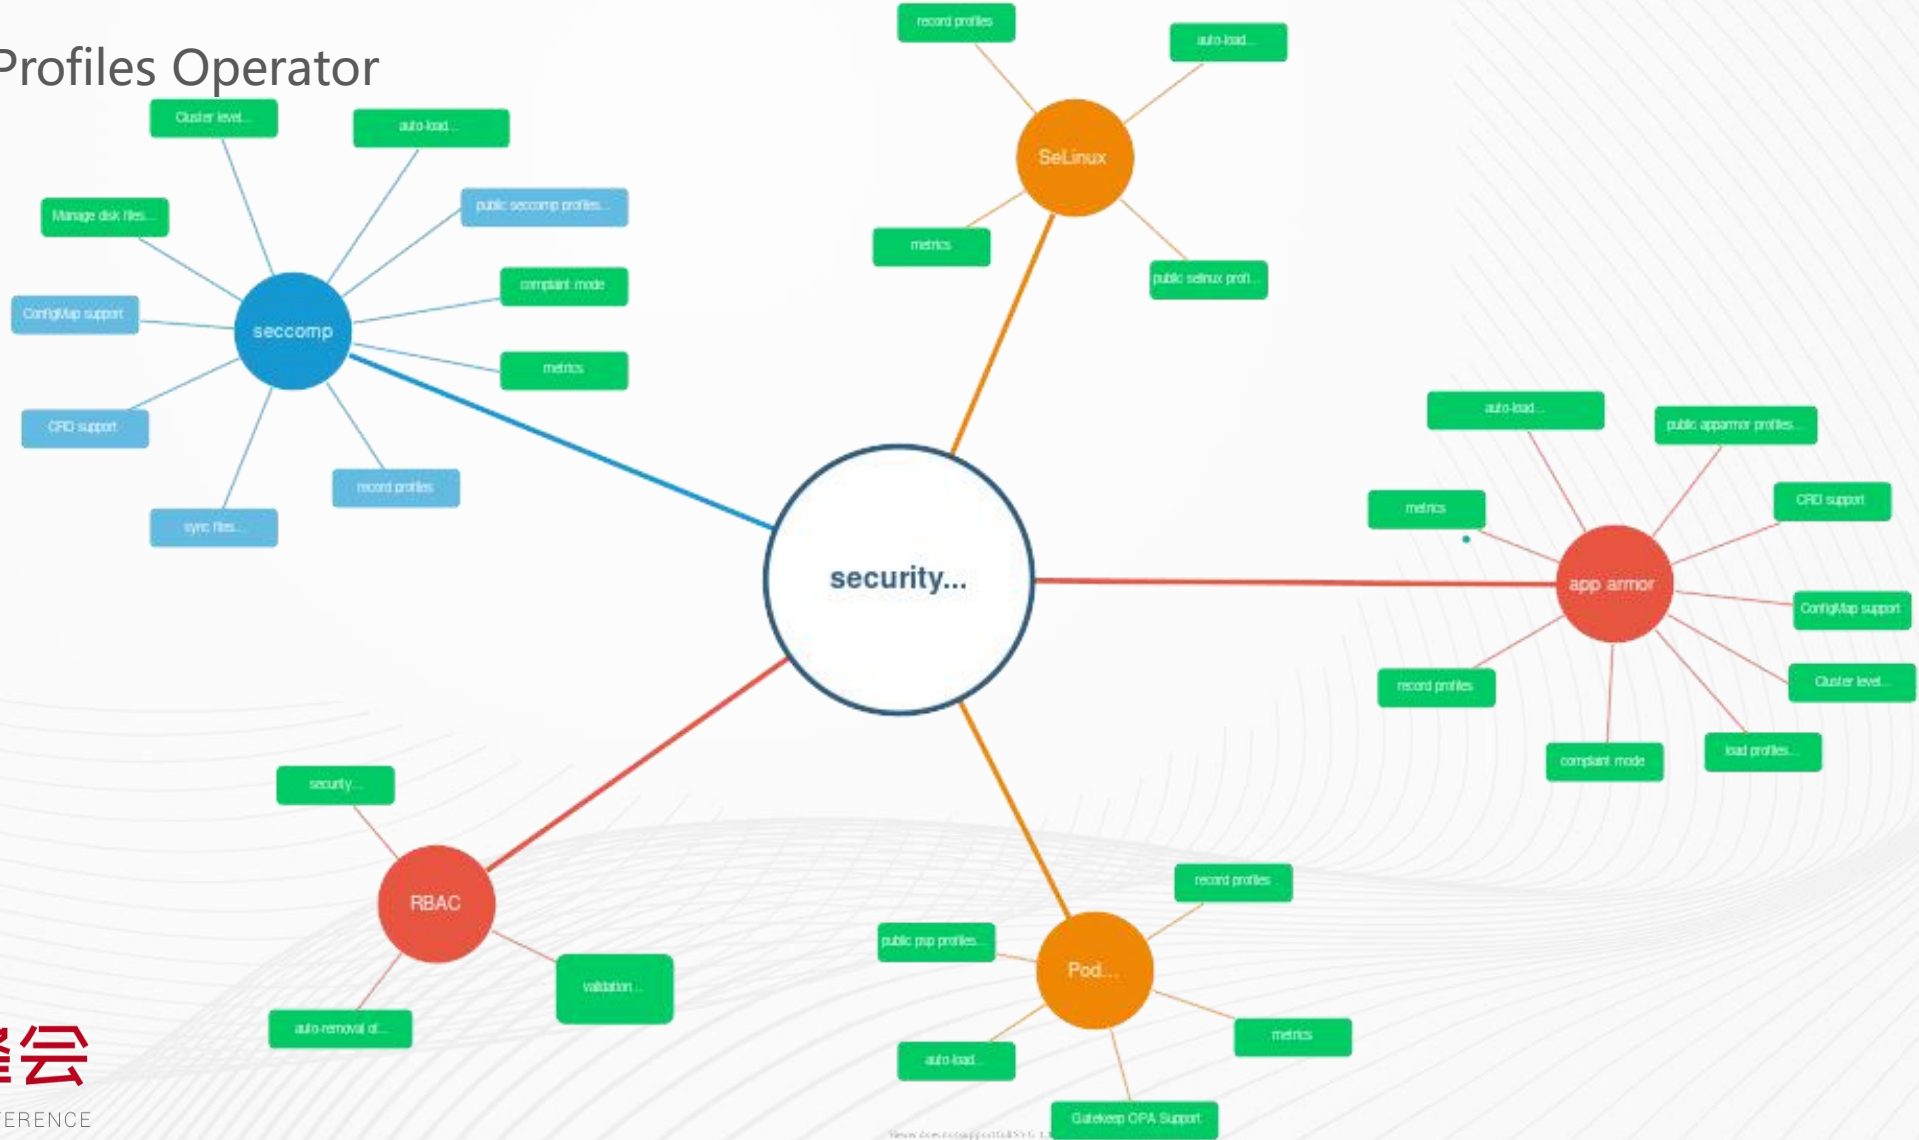 Profiles Operator
record profiles
auto-load...
SeLinux
metrics
public selinux profi...
Cluster level...
auto-load...
Manage disk files...
public seccomp profiles...
complaint mode
ConfigMap support
seccomp
metrics
CRD support
record profiles
sync files...
security...
auto-load...
public apparmor profiles...
metrics
CRD support
app armor
ConfigMap support
record profiles
Cluster level...
complaint mode
load profiles...
security...
RBAC
validation...
auto-removal of...
record profiles
public psp profiles...
Pod...
metrics
auto-load...
Gatekeep OPA Support
会
FERENCE